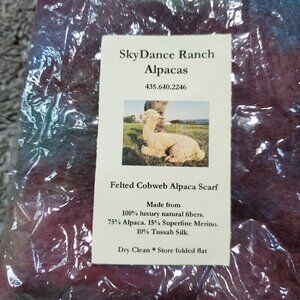 SkyDance Ranch
Alpacas
435.640.2246
Felted Cobweb Alpaca Scarf
Made from
100% luxury natural fibers.
75% Alpaca. 15% Superfine Merino.
10% Tussah Silk.
Dry Clean * Store folded flat